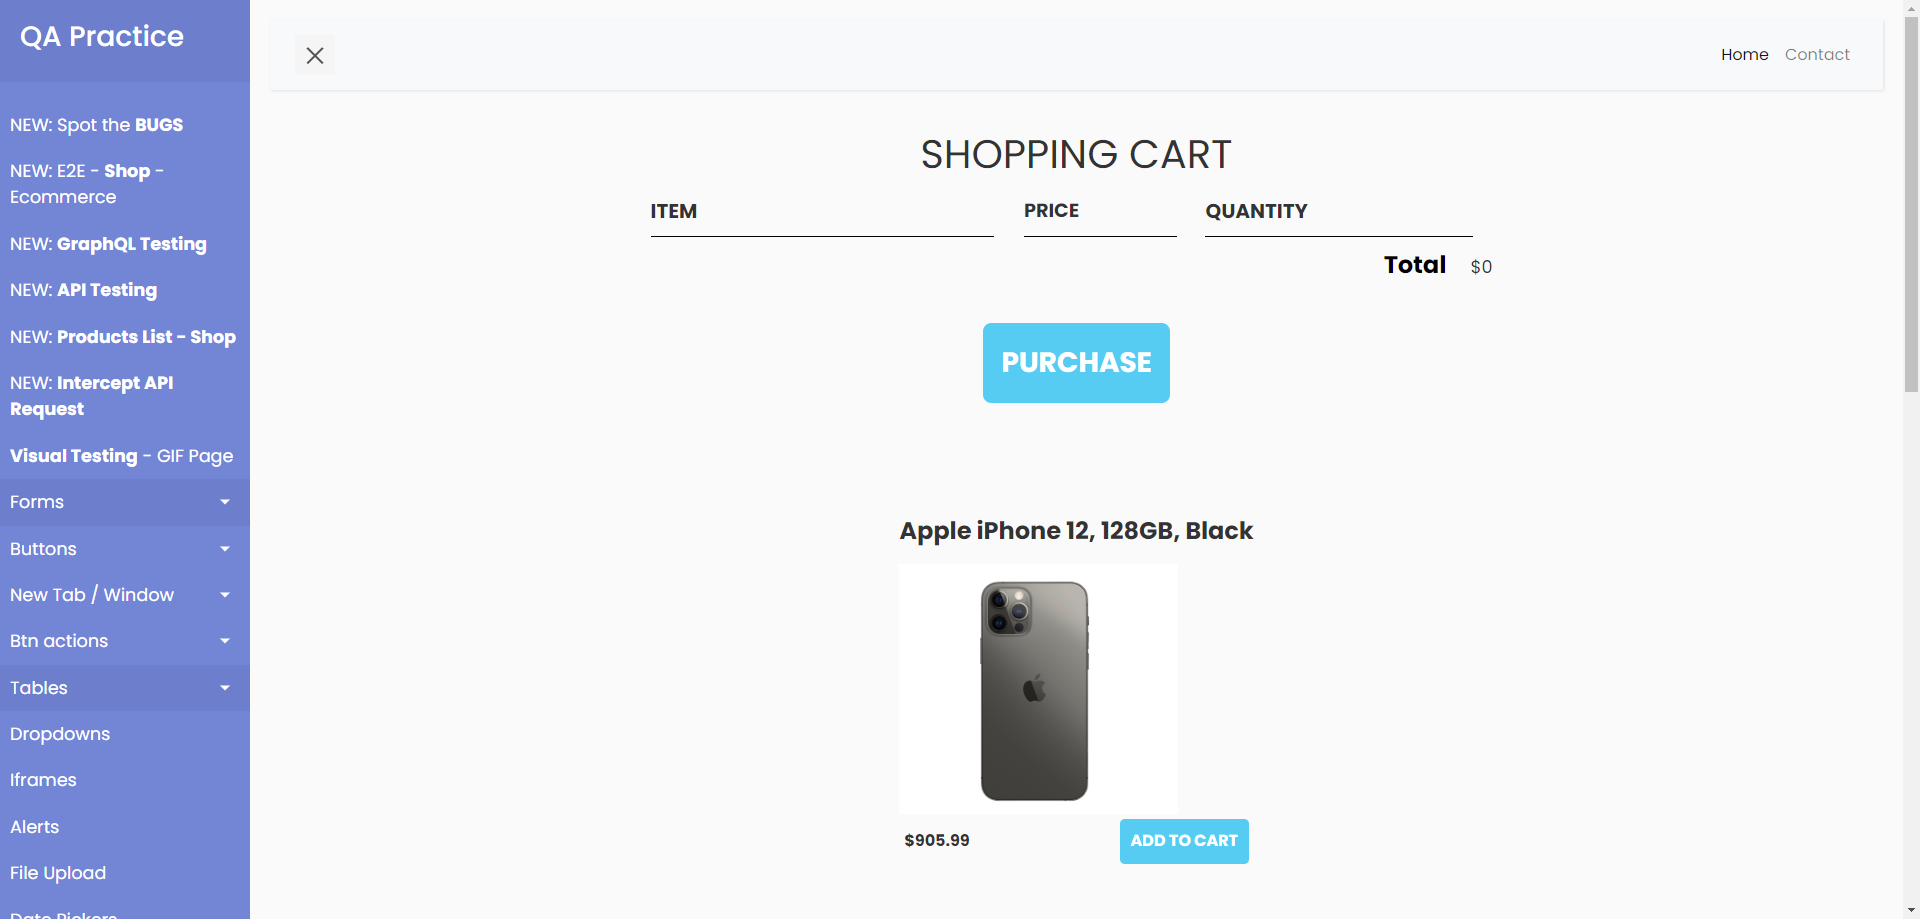 QA Practice
NEW: Spot the BUGS
NEW: E2E - Shop -
Ecommerce
NEW: GraphQL Testing
NEW: API Testing
NEW: Products List - Shop
NEW: Intercept API
Request
Visual Testing - GIF Page
Forms
Buttons
New Tab / Window
Btn actions
Tables
Dropdowns
Iframes
Alerts
File Upload
Date Pickers
Home Contact
SHOPPING CART
ITEM PRICE QUANTITY
Total $0
PURCHASE
Apple iPhone 12, 128GB, Black
$905.99 ADD TO CART